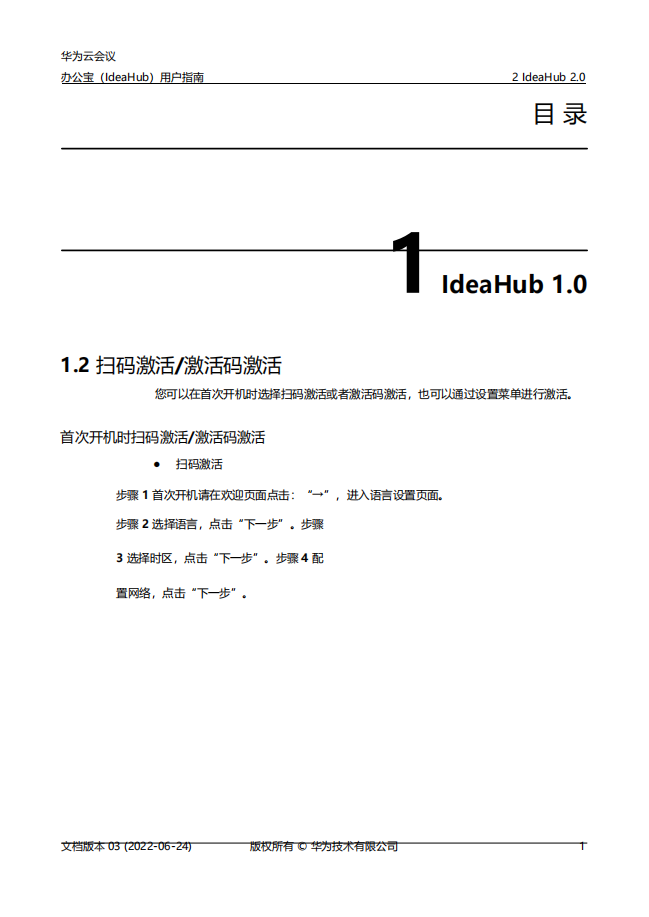 华为云会议
办公宝（IdeaHub）用户指南 2 IdeaHub 2.0
目 录
1 IdeaHub 1.0
1.2 扫码激活/激活码激活
您可以在首次开机时选择扫码激活或者激活码激活，也可以通过设置菜单进行激活。
首次开机时扫码激活/激活码激活
● 扫码激活
步骤 1 首次开机请在欢迎页面点击：“→”，进入语言设置页面。
步骤 2 选择语言，点击“下一步”。步骤
3 选择时区，点击“下一步”。步骤 4 配
置网络，点击“下一步”。
文档版本 03 (2022-06-24) 版权所有 © 华为技术有限公司 1